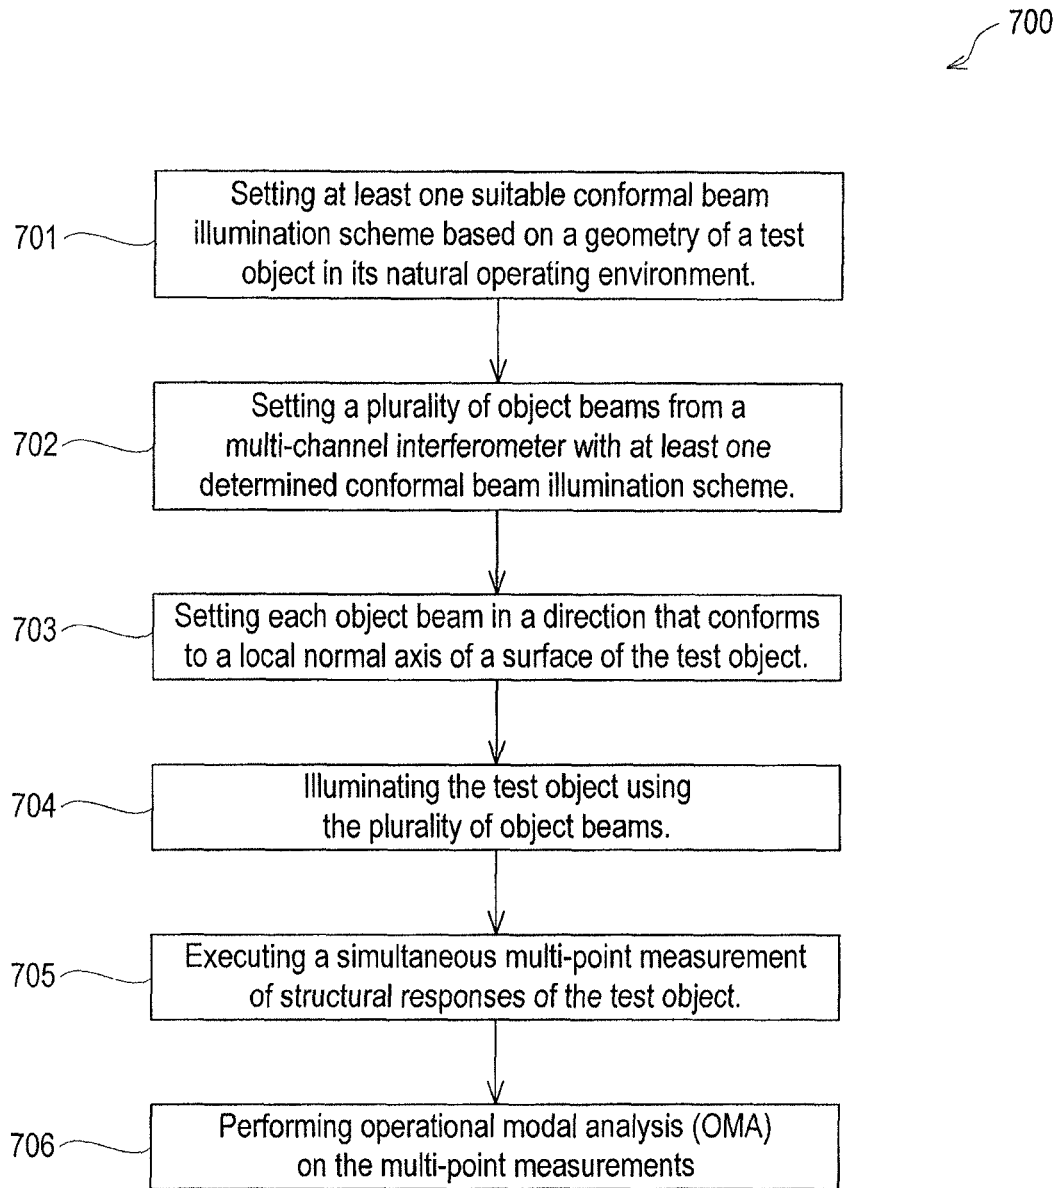 700
701
Setting at least one suitable conformal beam
illumination scheme based on a geometry of a test
object in its natural operating environment.
702
Setting a plurality of object beams from a
multi-channel interferometer with at least one
determined conformal beam illumination scheme.
703
Setting each object beam in a direction that conforms
to a local normal axis of a surface of the test object.
704
Illuminating the test object using
the plurality of object beams.
705
Executing a simultaneous multi-point measurement
of structural responses of the test object.
706
Performing operational modal analysis (OMA)
on the multi-point measurements